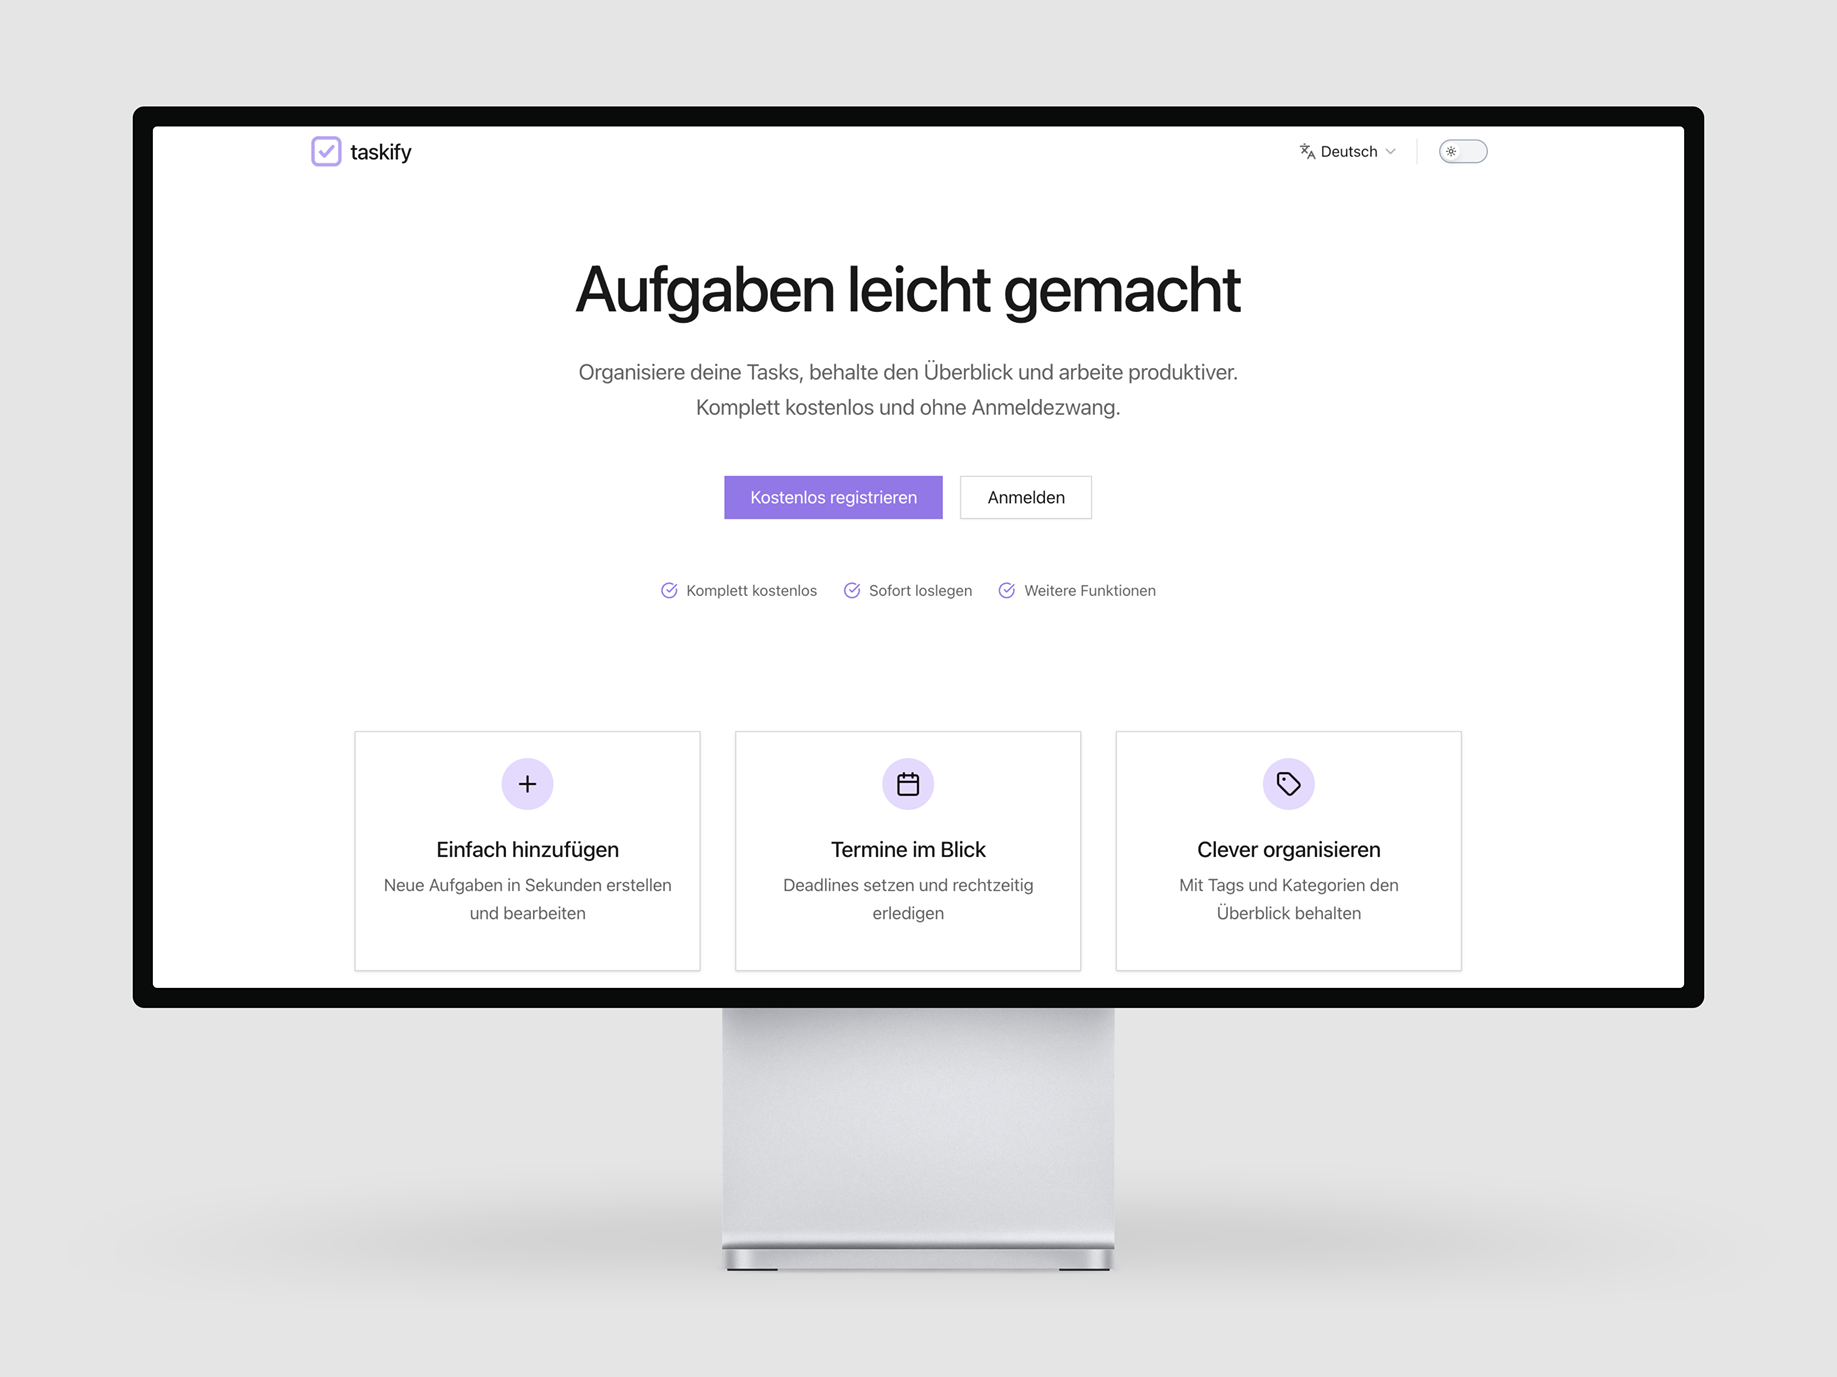 taskify
Deutsch
Aufgaben leicht gemacht
Organisiere deine Tasks, behalte den Überblick und arbeite produktiver.
Komplett kostenlos und ohne Anmeldezwang.
Kostenlos registrieren
Anmelden
Komplett kostenlos
Sofort loslegen
Weitere Funktionen
Einfach hinzufügen
Neue Aufgaben in Sekunden erstellen
und bearbeiten
Termine im Blick
Deadlines setzen und rechtzeitig
erledigen
Clever organisieren
Mit Tags und Kategorien den
Überblick behalten